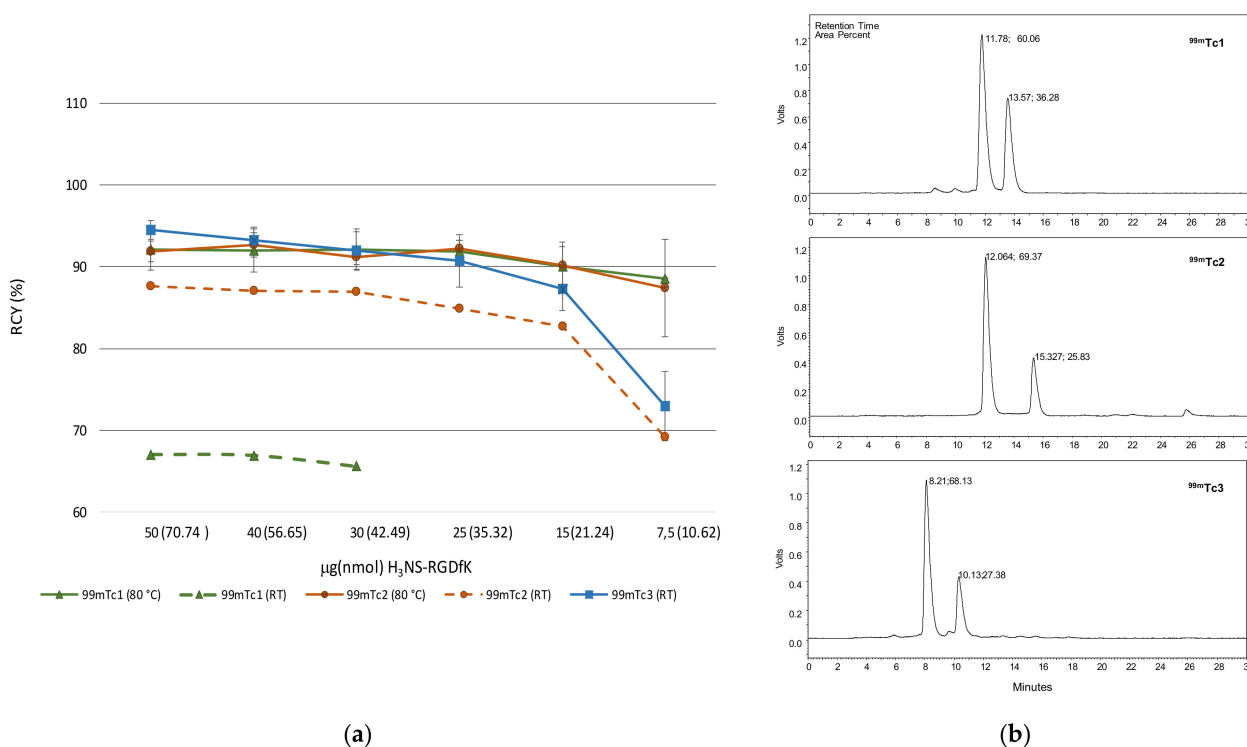 110
100
90
80
70
60
RCY (%)
50 (70.74 ) 40 (56.65) 30 (42.49) 25 (35.32) 15(21.24) 7,5 (10.62)
μg(nmol) H₃NS-RGDfK
99mTc1 (80 °C) 99mTc1 (RT) 99mTc2 (80 °C) 99mTc2 (RT) 99mTc3 (RT)
(a)
Retention Time
Area Percent
⁹⁹ᵐTc1
11.78; 60.06
13.57; 36.28
1.2
1.0
0.8
0.6
0.4
0.2
0.0
Volts
0 2 4 6 8 10 12 14 16 18 20 22 24 26 28 30
⁹⁹ᵐTc2
12.064; 69.37
15.327; 25.83
1.2
1.0
0.8
0.6
0.4
0.2
0.0
Volts
0 2 4 6 8 10 12 14 16 18 20 22 24 26 28 3
⁹⁹ᵐTc3
8.21;68.13
10.13;27.38
1.2
1.0
0.8
0.6
0.4
0.2
0.0
Volts
0 2 4 6 8 10 12 14 16 18 20 22 24 26 28 3
Minutes
(b)